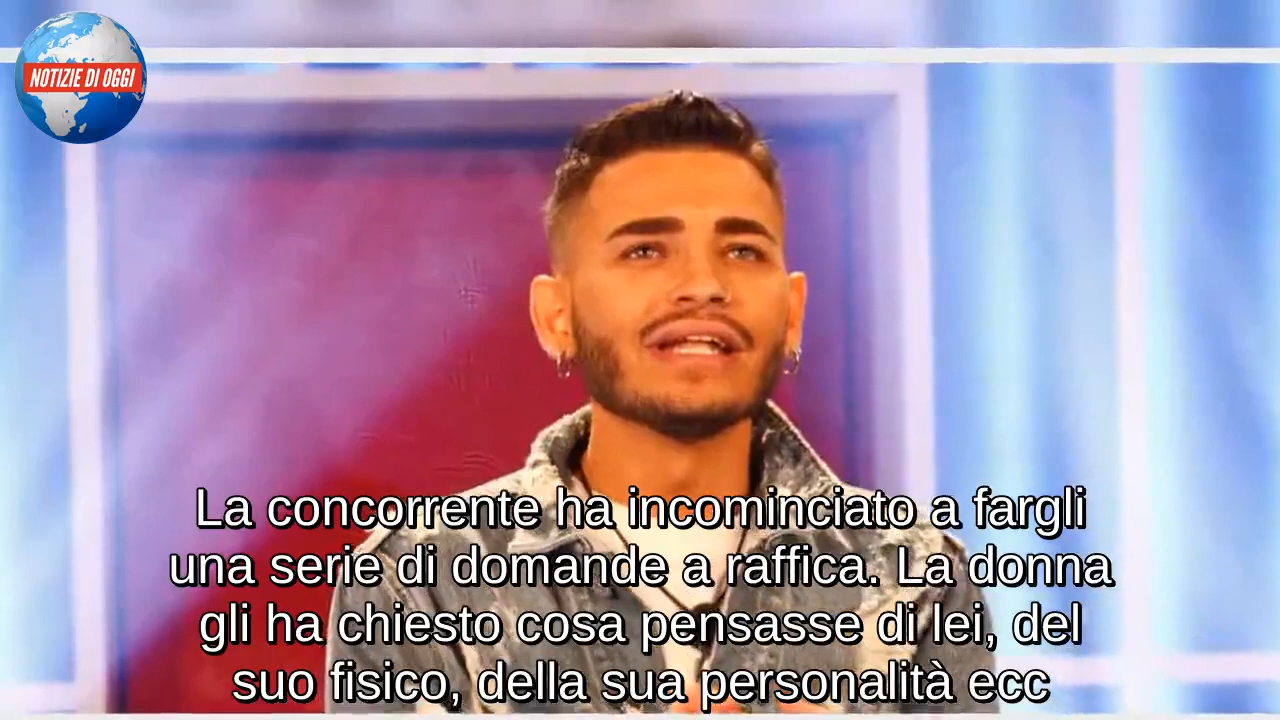 NOTIZIE DI OGGI
La concorrente ha incominciato a fargli
una serie di domande a raffica. La donna
gli ha chiesto cosa pensasse di lei, del
suo fisico, della sua personalità ecc